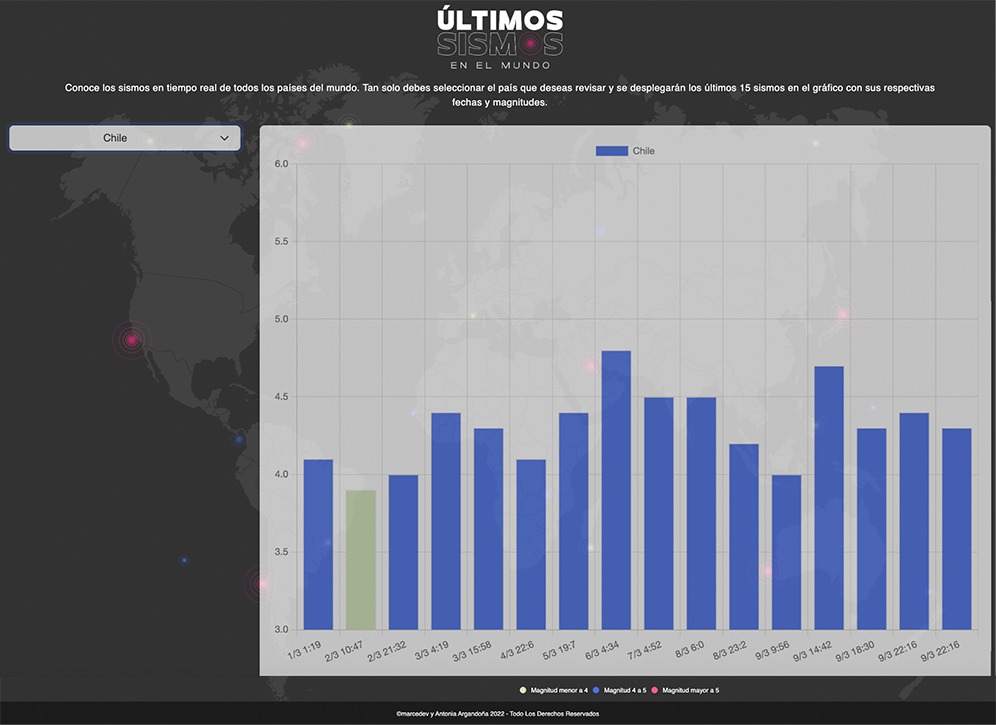 ÚLTIMOS
SISMOS
EN EL MUNDO
Conoce los sismos en tiempo real de todos los países del mundo. Tan solo debes seleccionar el país que deseas revisar y se desplegarán los últimos 15 sismos en el gráfico con sus respectivas
fechas y magnitudes.
Chile
Chile
6.0
5.5
5.0
4.5
4.0
3.5
3.0
1/3 1:19
2/3 10:47
2/3 21:32
3/3 4:19
3/3 15:58
4/3 22:6
5/3 19:7
6/3 4:34
7/3 4:52
8/3 6:0
8/3 23:2
9/3 9:56
9/3 14:42
9/3 18:30
9/3 22:16
9/3 22:16
Magnitud menor a 4
Magnitud 4 a 5
Magnitud mayor a 5
©marcedev y Antonia Argandoña 2022 - Todo Los Derechos Reservados